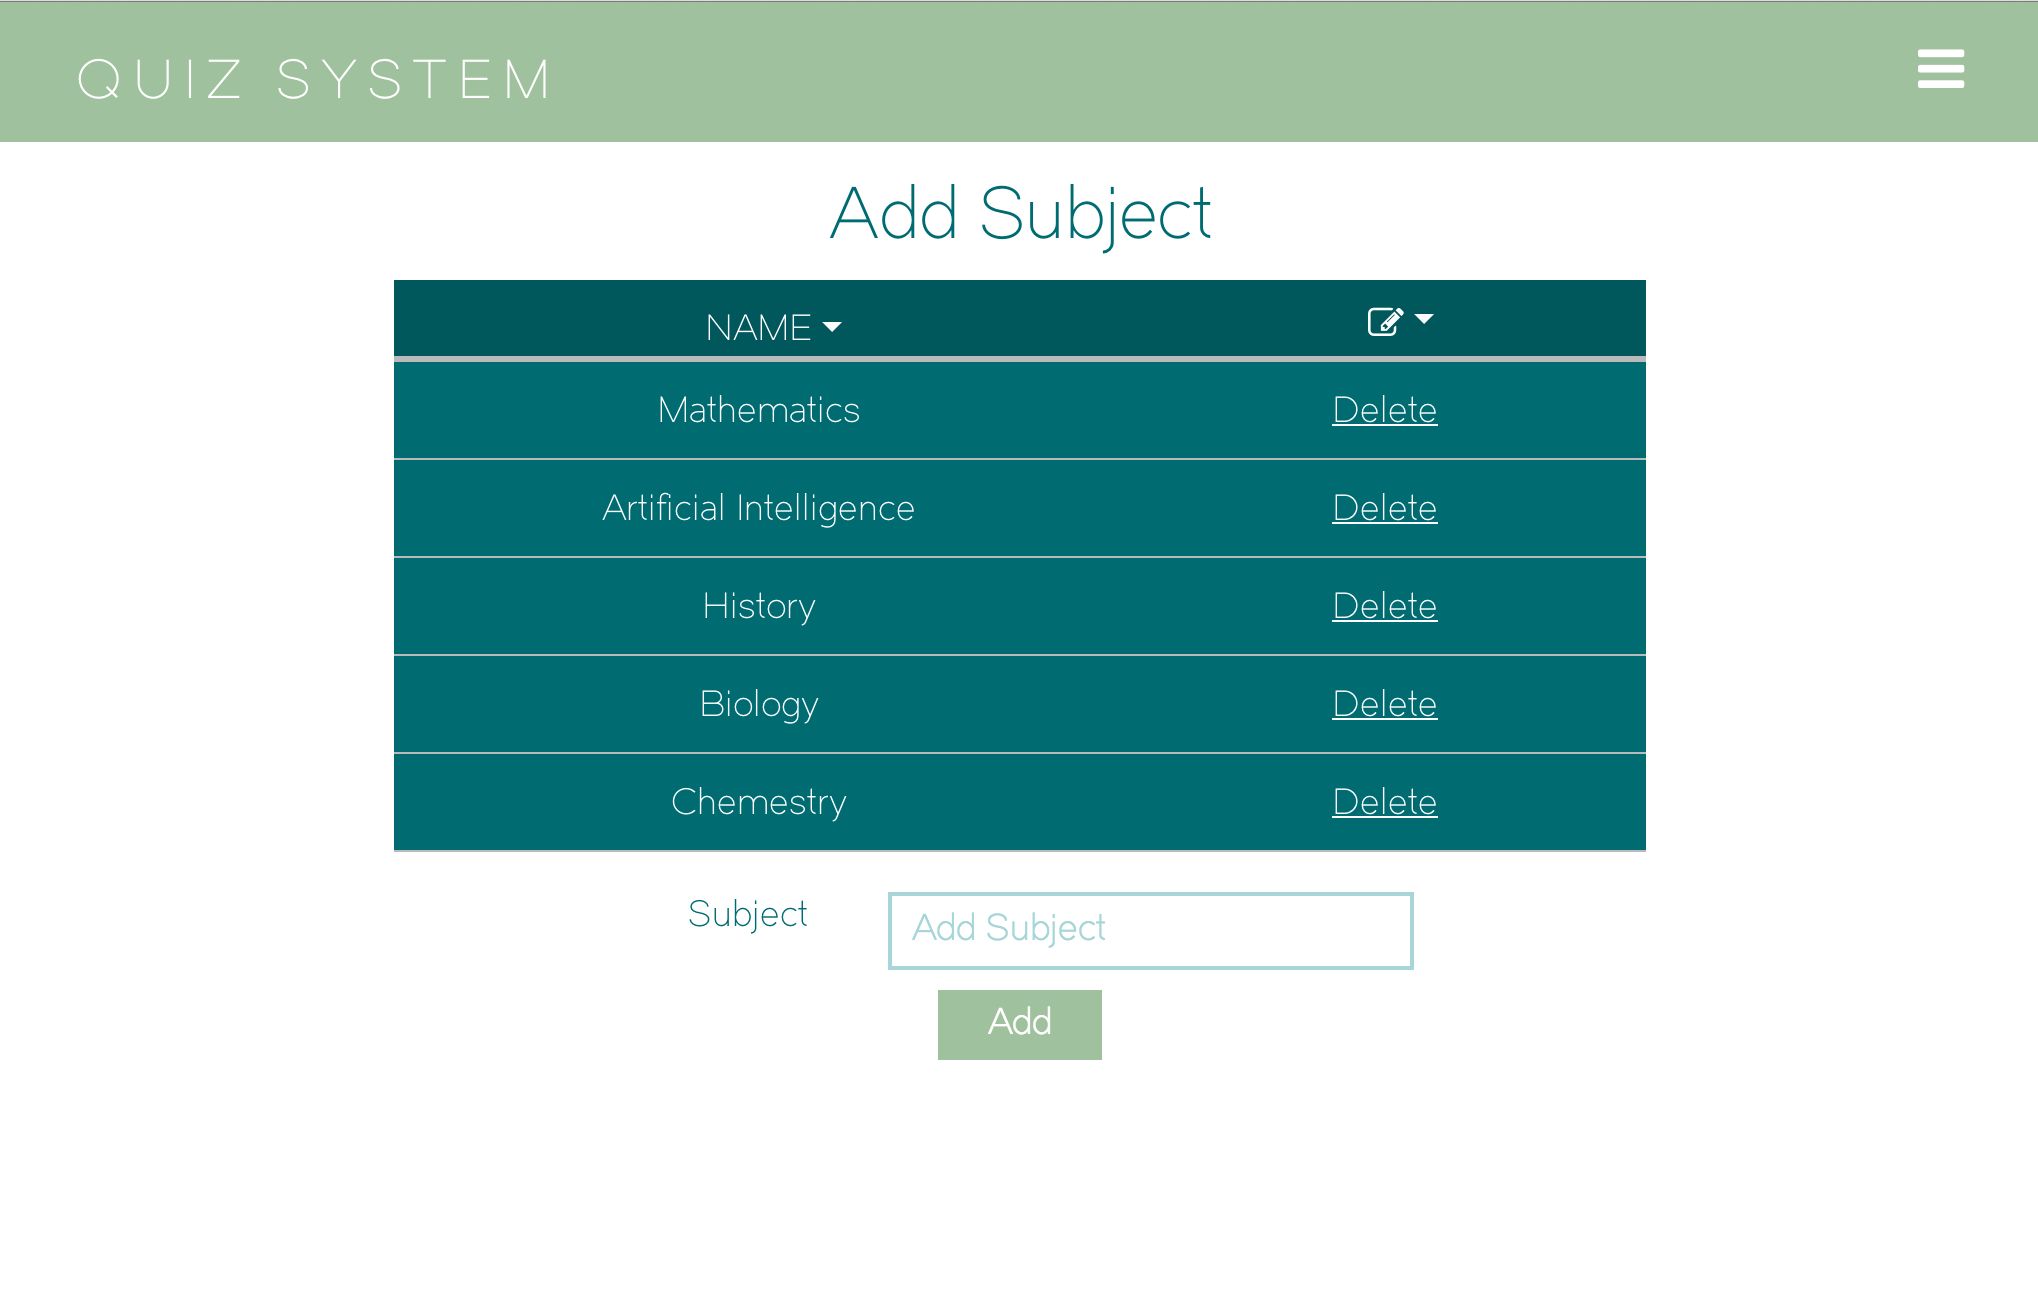 QUIZ SYSTEM
Add Subject
NAME
Mathematics Delete
Artificial Intelligence Delete
History Delete
Biology Delete
Chemestry Delete
Subject Add Subject
Add